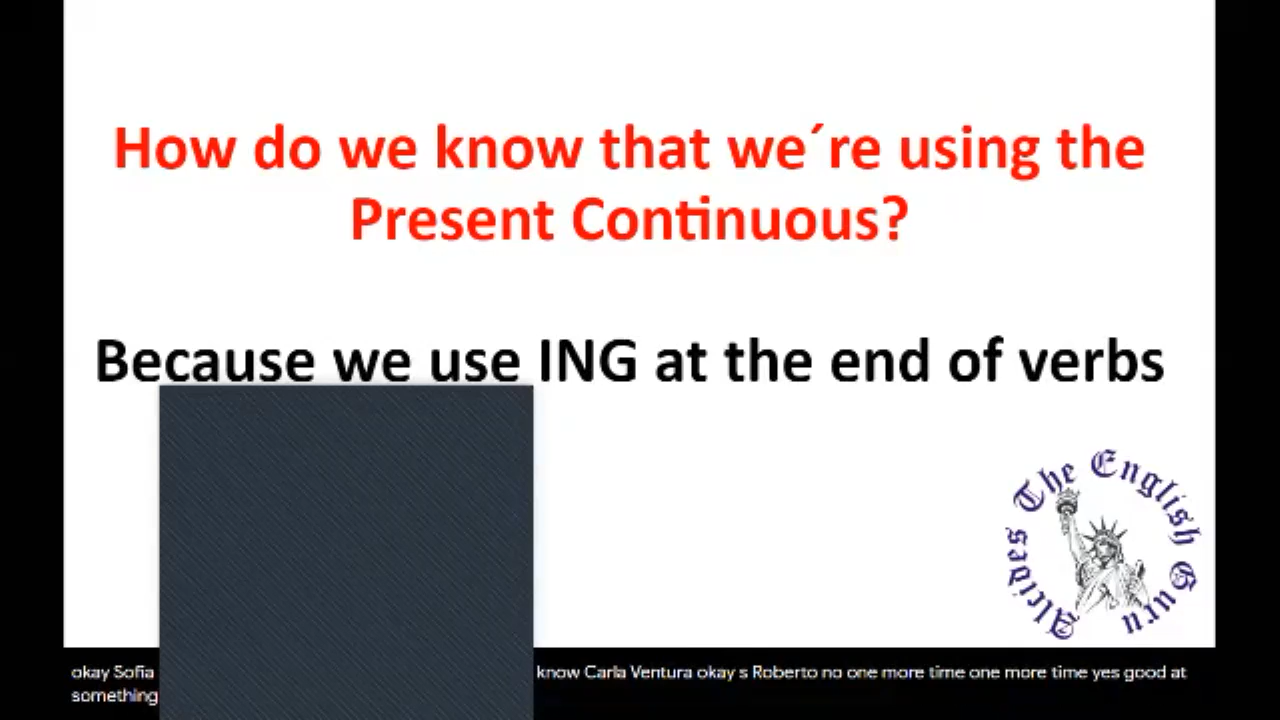 How do we know that we´re using the
Present Continuous?
Because we use ING at the end of verbs
Alcides The English Guru
okay Sofia know Carla Ventura okay s Roberto no one more time one more time yes good at
something